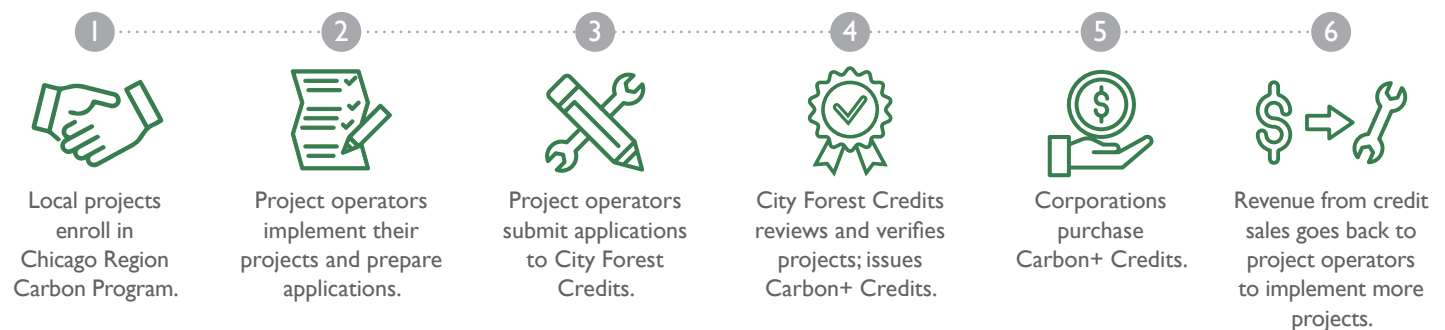 1
2
3
4
5
6
Local projects
enroll in
Chicago Region
Carbon Program.
Project operators
implement their
projects and prepare
applications.
Project operators
submit applications
to City Forest
Credits.
City Forest Credits
reviews and verifies
projects; issues
Carbon+ Credits.
Corporations
purchase
Carbon+ Credits.
Revenue from credit
sales goes back to
project operators
to implement more
projects.